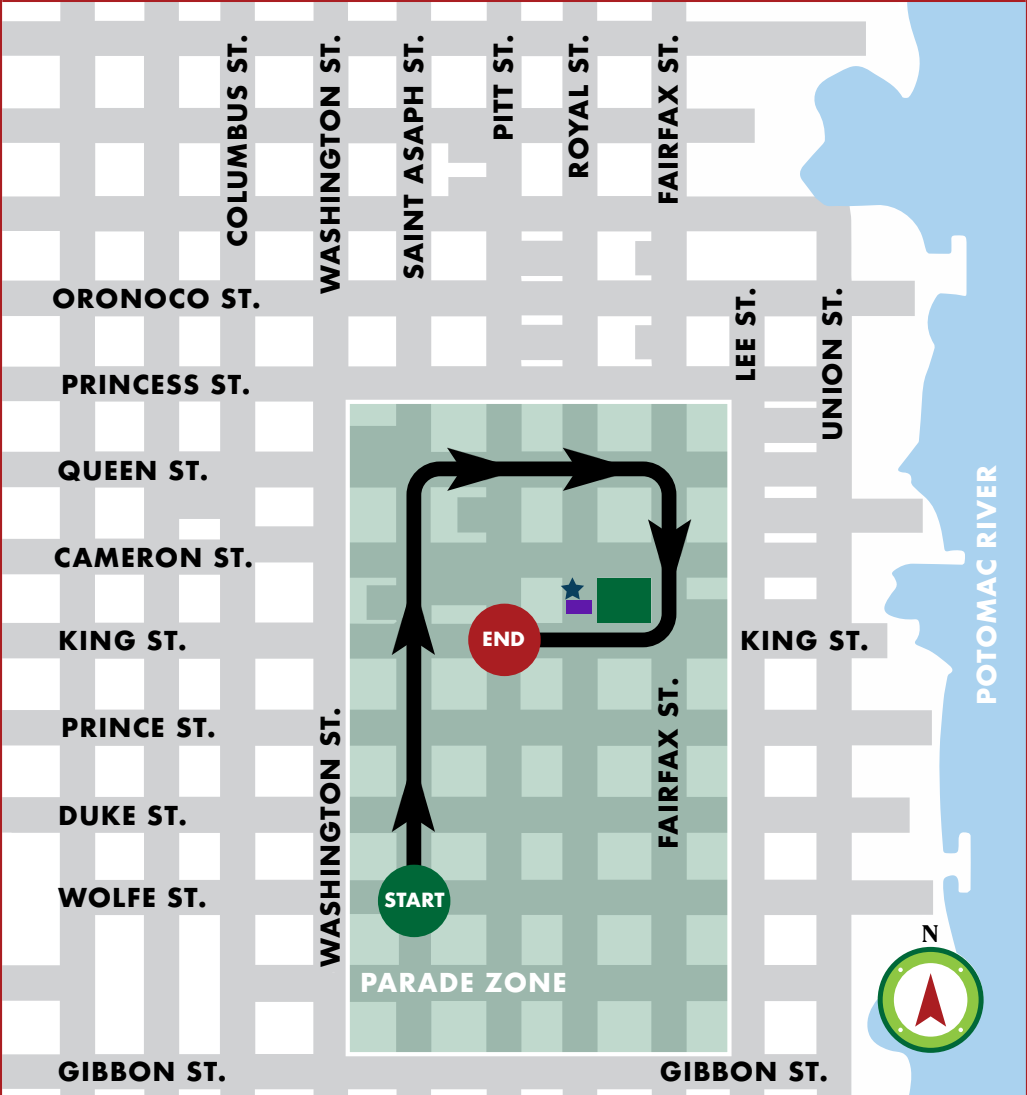 COLUMBUS ST.
WASHINGTON ST.
SAINT ASAPH ST.
PITT ST.
ROYAL ST.
FAIRFAX ST.
ORONOCO ST.
LEE ST.
UNION ST.
PRINCESS ST.
QUEEN ST.
CAMERON ST.
POTOMAC RIVER
KING ST.
END
KING ST.
PRINCE ST.
WASHINGTON ST.
FAIRFAX ST.
DUKE ST.
WOLFE ST.
START
N
PARADE ZONE
GIBBON ST.
GIBBON ST.